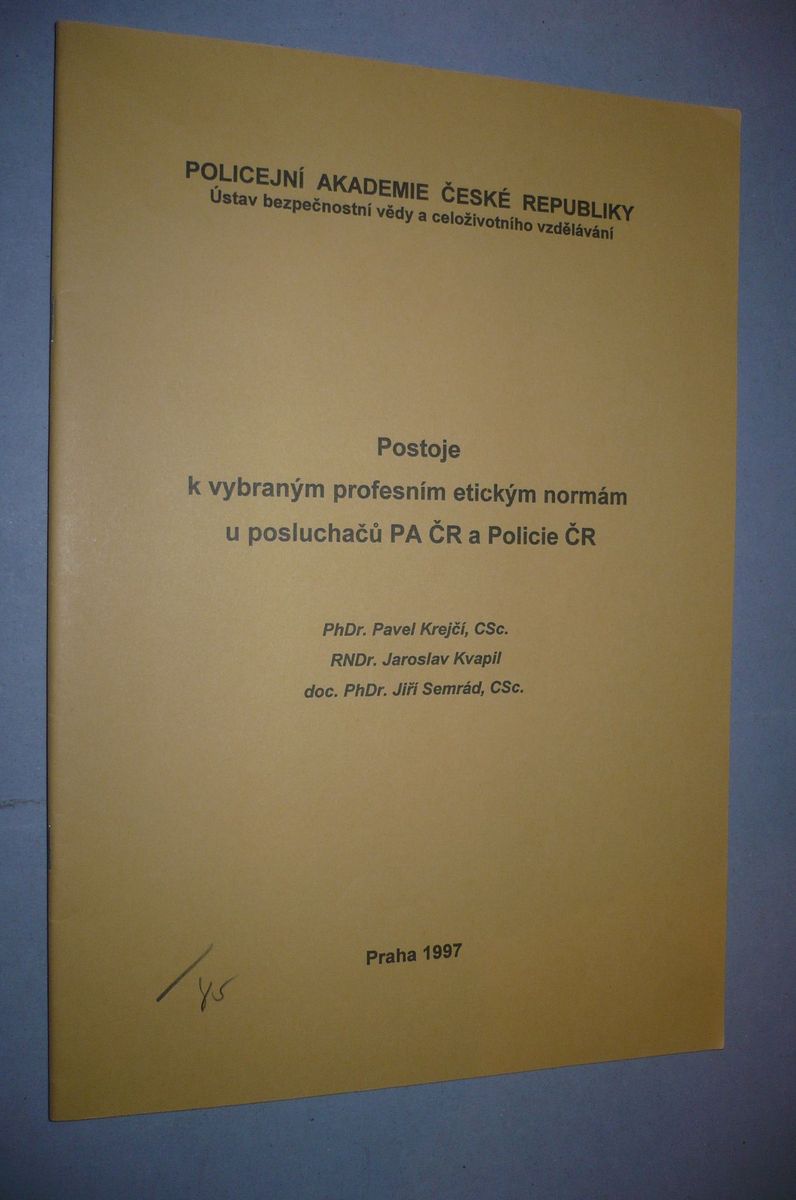 POLICEJNÍ AKADEMIE ČESKÉ REPUBLIKY
Ústav bezpečnostní vědy a celoživotního vzdělávání
Postoje
k vybraným profesním etickým normám
u posluchačů PA ČR a Policie ČR
PhDr. Pavel Krejčí, CSc.
RNDr. Jaroslav Kvapil
doc. PhDr. Jiří Semrád, CSc.
Praha 1997